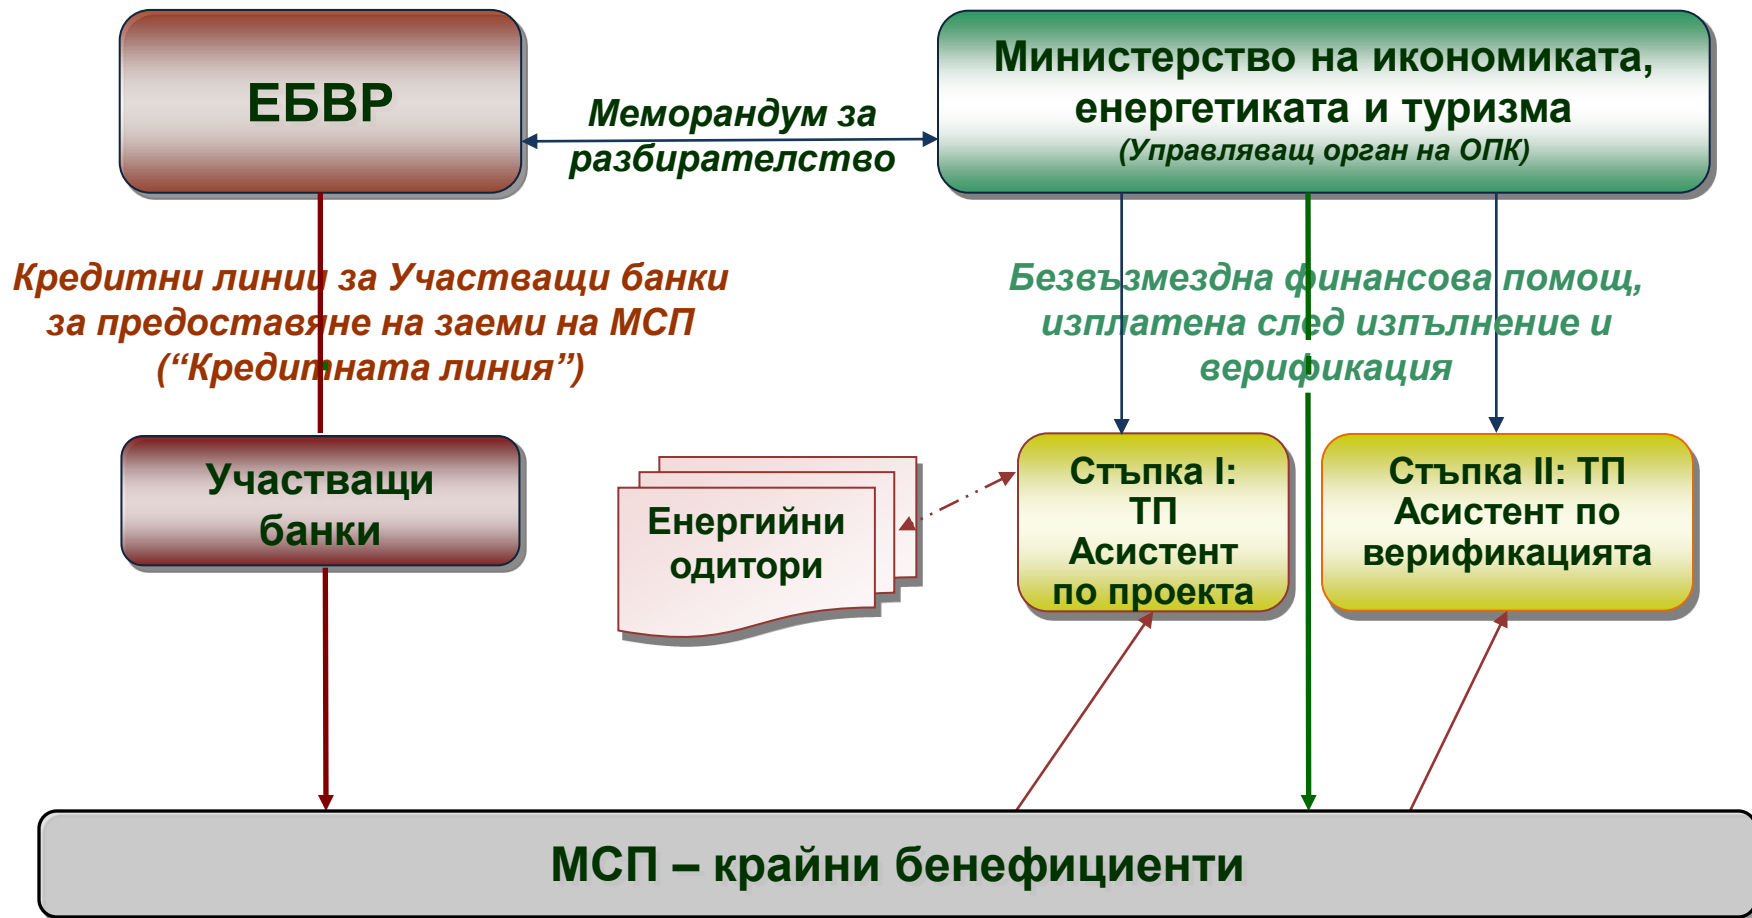 ЕБВР
Меморандум за
разбирателство
Министерство на икономиката,
енергетиката и туризма
(Управляващ орган на ОПК)
Кредитни линии за Участващи банки
за предоставяне на заеми на МСП
(“Кредитната линия”)
Безвъзмездна финансова помощ,
изплатена след изпълнение и
верификация
Участващи
банки
Енергийни
одитори
Стъпка I:
ТП
Асистент
по проекта
Стъпка II: ТП
Асистент по
верификацията
МСП – крайни бенефициенти